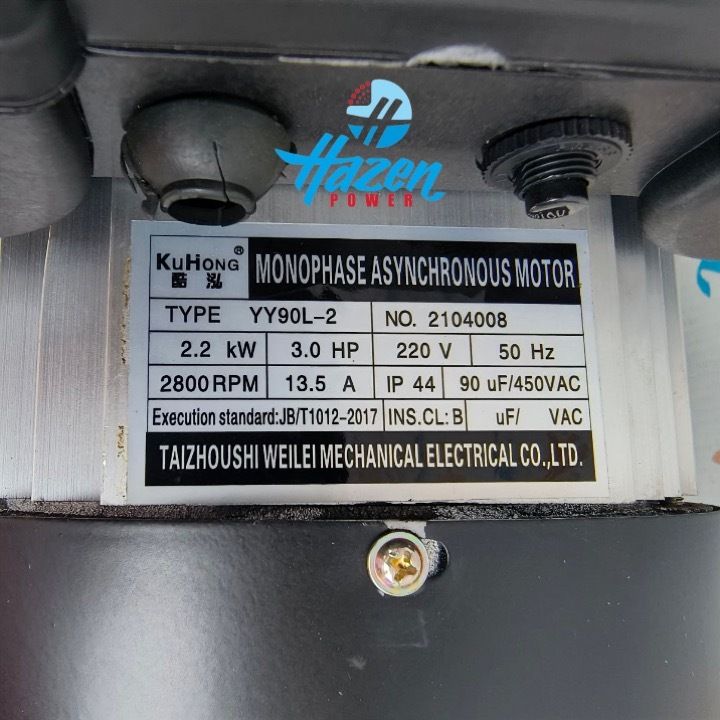 Hazen
POWER
KUHONG®
酷泓
MONOPHASE ASYNCHRONOUS MOTOR
TYPE YY90L-2 NO. 2104008
2.2 kW 3.0 HP 220 V 50 Hz
2800RPM 13.5 A IP 44 90 uF/450VAC
Execution standard:JB/T1012-2017 INS.CL:B uF/ VAC
TAIZHOUSHI WEILEI MECHANICAL ELECTRICAL CO.,LTD.